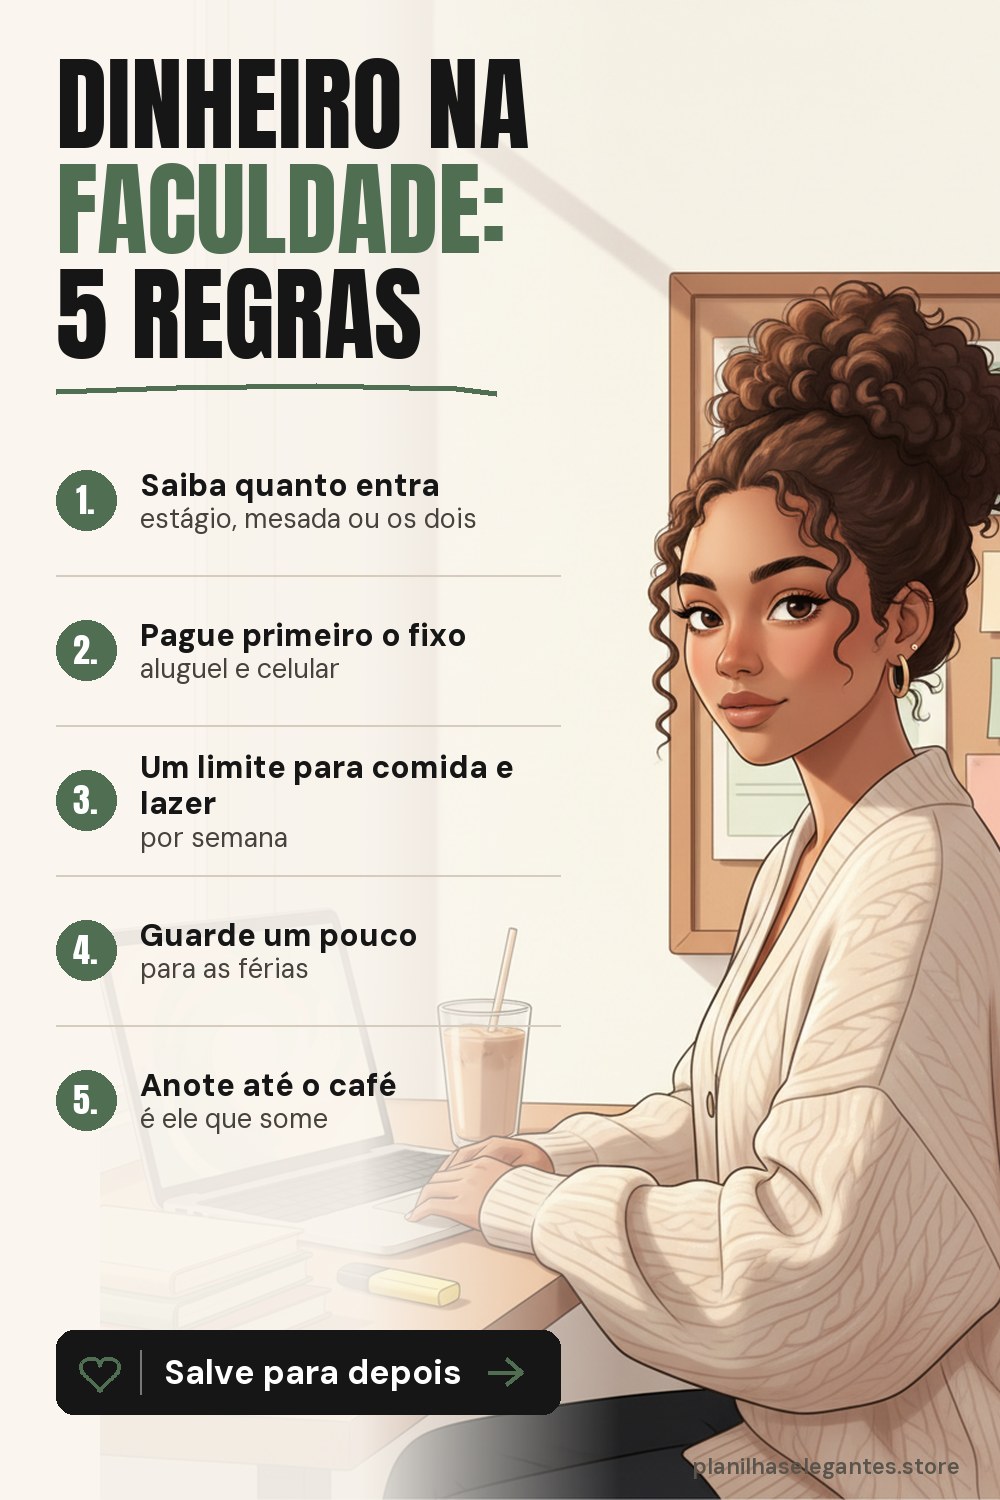 DINHEIRO NA
FACULDADE:
5 REGRAS
1. Saiba quanto entra
estágio, mesada ou os dois
2. Pague primeiro o fixo
aluguel e celular
3. Um limite para comida e
lazer
por semana
4. Guarde um pouco
para as férias
5. Anote até o café
é ele que some
Salve para depois
planilhaselegantes.store